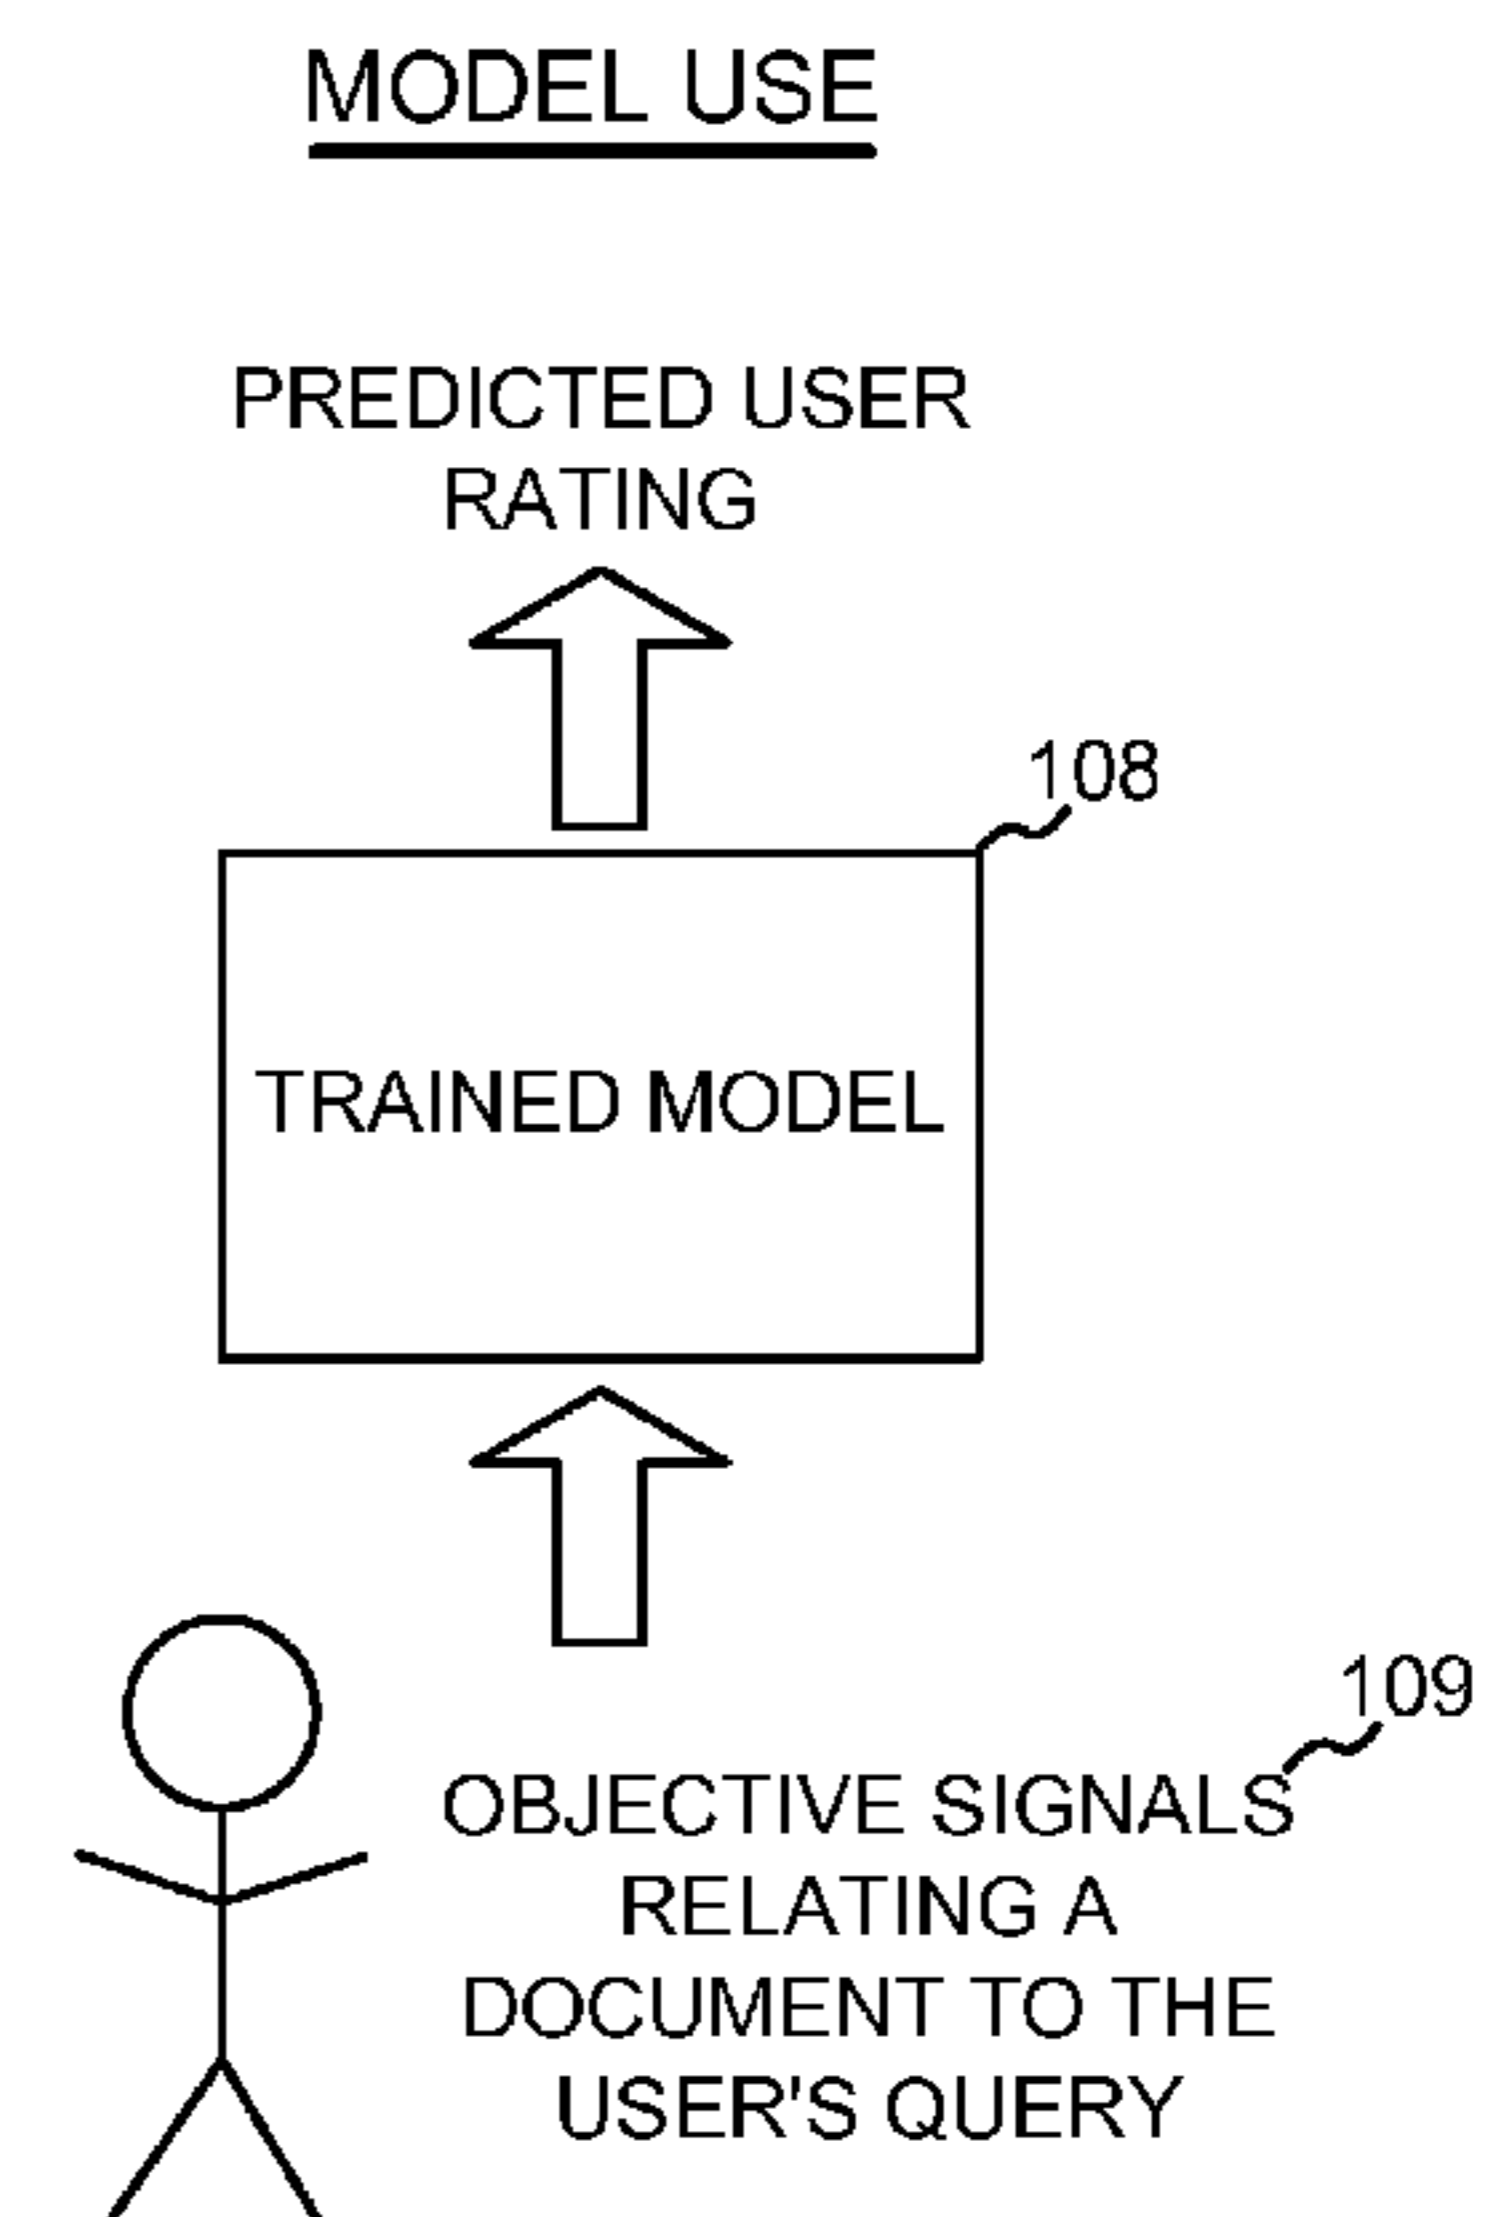 MODEL USE
PREDICTED USER
RATING
108
TRAINED MODEL
109
OBJECTIVE SIGNALS
RELATING A
DOCUMENT TO THE
USER'S QUERY